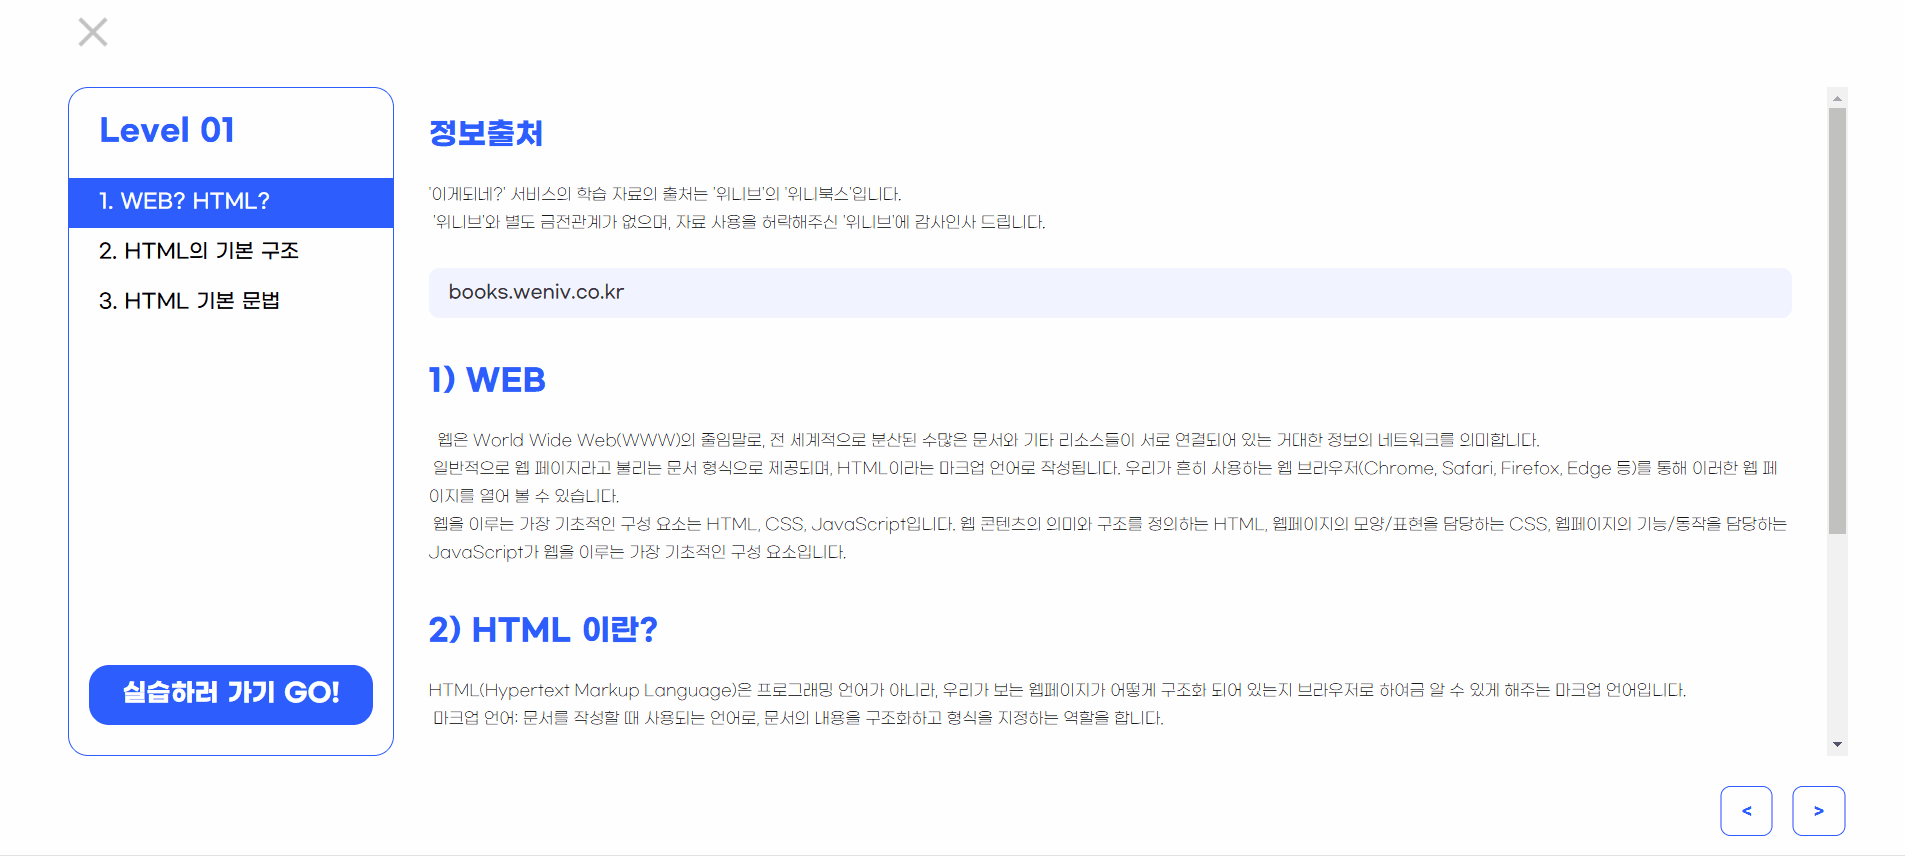 Level 01
1. WEB? HTML?
2. HTML의 기본 구조
3. HTML 기본 문법
실습하러 가기 GO!
정보출처
'이게되네?' 서비스의 학습 자료의 출처는 '위니브'의 '위니북스'입니다.
'위니브'와 별도 금전관계가 없으며, 자료 사용을 허락해주신 '위니브'에 감사인사 드립니다.
books.weniv.co.kr
1) WEB
웹은 World Wide Web(WWW)의 줄임말로, 전 세계적으로 분산된 수많은 문서와 기타 리소스들이 서로 연결되어 있는 거대한 정보의 네트워크를 의미합니다.
일반적으로 웹 페이지라고 불리는 문서 형식으로 제공되며, HTML이라는 마크업 언어로 작성됩니다. 우리가 흔히 사용하는 웹 브라우저(Chrome, Safari, Firefox, Edge 등)를 통해 이러한 웹 페
이지를 열어 볼 수 있습니다.
웹을 이루는 가장 기초적인 구성 요소는 HTML, CSS, JavaScript입니다. 웹 콘텐츠의 의미와 구조를 정의하는 HTML, 웹페이지의 모양/표현을 담당하는 CSS, 웹페이지의 기능/동작을 담당하는
JavaScript가 웹을 이루는 가장 기초적인 구성 요소입니다.
2) HTML 이란?
HTML(Hypertext Markup Language)은 프로그래밍 언어가 아니라, 우리가 보는 웹페이지가 어떻게 구조화 되어 있는지 브라우저로 하여금 알 수 있게 해주는 마크업 언어입니다.
마크업 언어: 문서를 작성할 때 사용되는 언어로, 문서의 내용을 구조화하고 형식을 지정하는 역할을 합니다.
< >